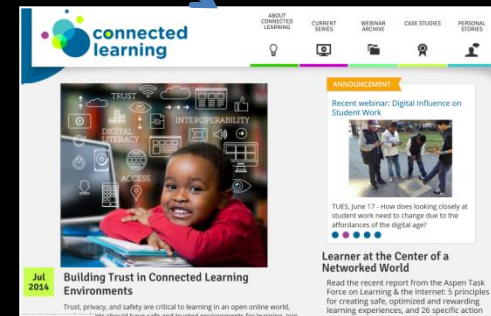 connected
learning
ABOUT
CONNECTED
LEARNING
CURRENT
SERIES
WEBINAR
ARCHIVE
CASE STUDIES
PERSONAL
STORIES
TRUST
INTEROPERABILITY
DIGITAL
LITERACY
ACCESS
Jul
2014
Building Trust in Connected Learning
Environments
Trust, privacy, and safety are critical to learning in an open online world,
should have safe and trusted environments for learning. Join
ANNOUNCEMENT
Recent webinar: Digital Influence on
Student Work
TUES, June 17 - How does looking closely at
student work need to change due to the
affordances of the digital age?
Learner at the Center of a
Networked World
Read the recent report from the Aspen Task
Force on Learning & the Internet: 5 principles
for creating safe, optimized and rewarding
learning experiences, and 26 specific action